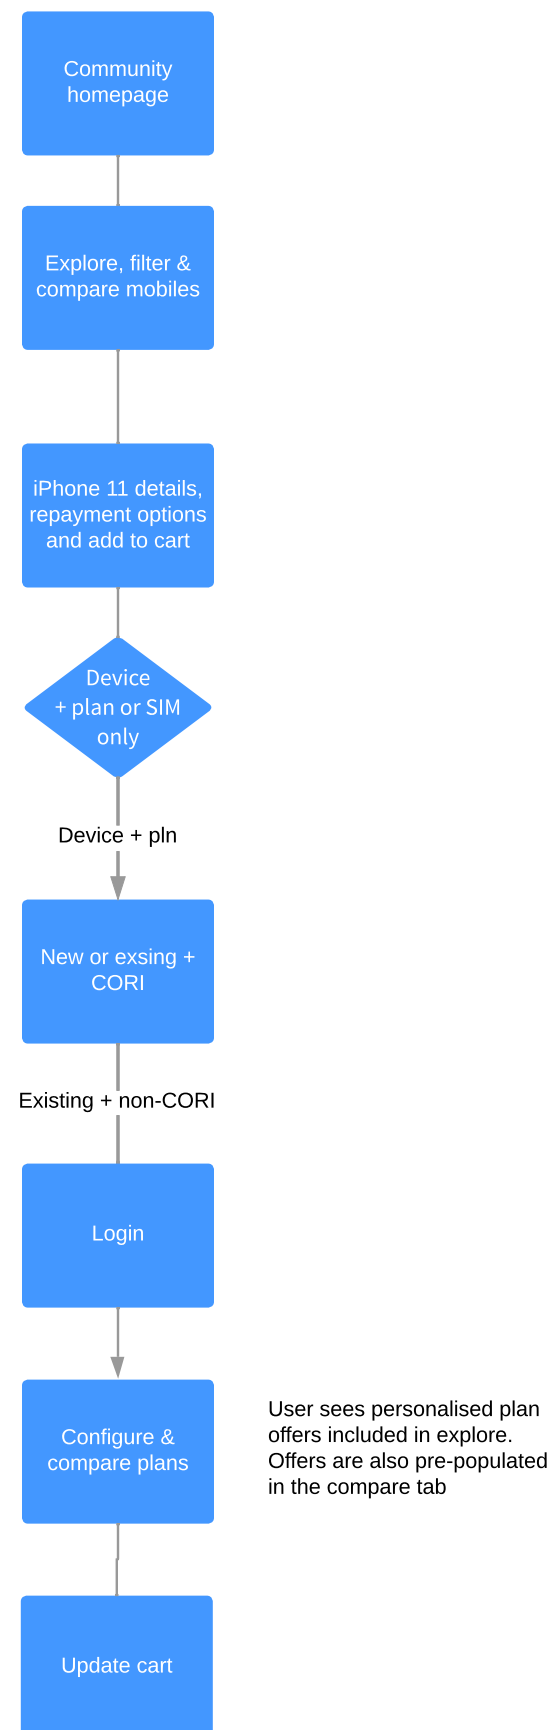 Community
homepage
Explore, filter &
compare mobiles
iPhone 11 details,
repayment options
and add to cart
Device
+ plan or SIM
only
Device + pln
New or exsing +
CORI
Existing + non-CORI
Login
Configure &
compare plans
User sees personalised plan
offers included in explore.
Offers are also pre-populated
in the compare tab
Update cart